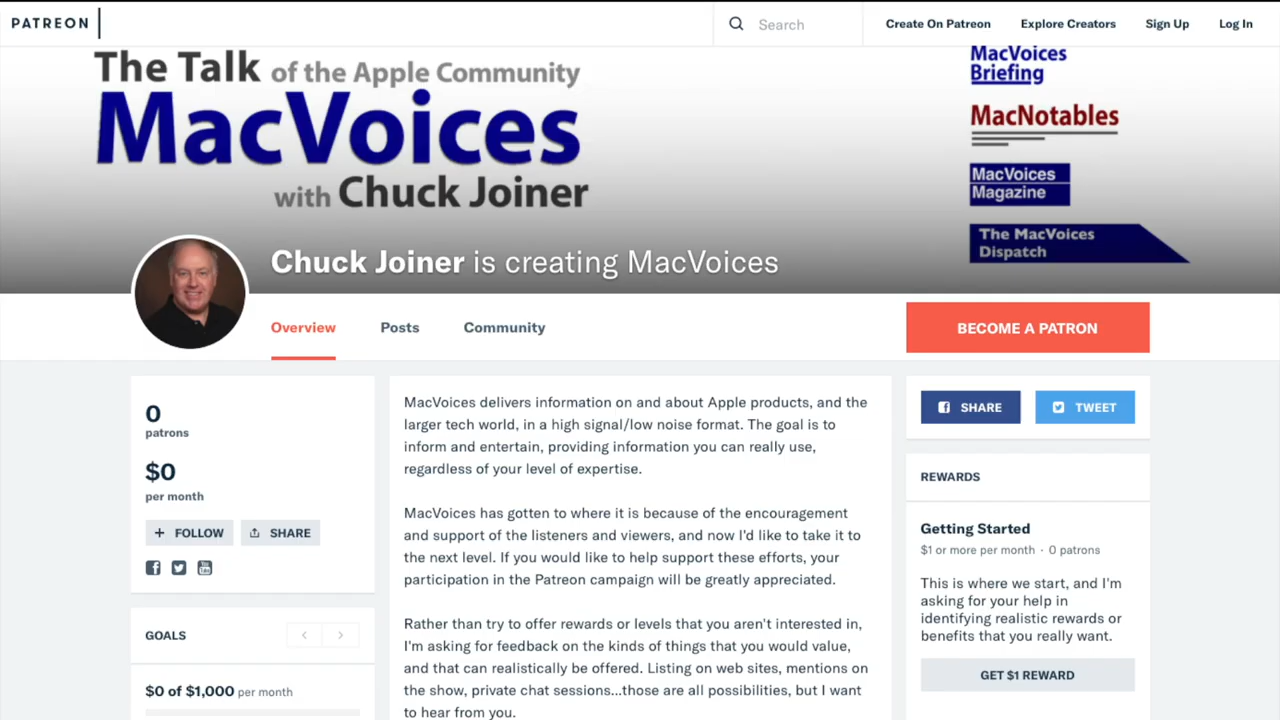 PATREON
Search
Create On Patreon
Explore Creators
Sign Up
Log In
The Talk of the Apple Community
MacVoices
with Chuck Joiner
MacVoices
Briefing
MacNotables
MacVoices
Magazine
The MacVoices
Dispatch
Chuck Joiner is creating MacVoices
Overview
Posts
Community
BECOME A PATRON
0
patrons
$0
per month
+ FOLLOW
SHARE
GOALS
$0 of $1,000 per month
MacVoices delivers information on and about Apple products, and the
larger tech world, in a high signal/low noise format. The goal is to
inform and entertain, providing information you can really use,
regardless of your level of expertise.
MacVoices has gotten to where it is because of the encouragement
and support of the listeners and viewers, and now I'd like to take it to
the next level. If you would like to help support these efforts, your
participation in the Patreon campaign will be greatly appreciated.
Rather than try to offer rewards or levels that you aren't interested in,
I'm asking for feedback on the kinds of things that you would value,
and that can realistically be offered. Listing on web sites, mentions on
the show, private chat sessions...those are all possibilities, but I want
to hear from you.
SHARE
TWEET
REWARDS
Getting Started
$1 or more per month · 0 patrons
This is where we start, and I'm
asking for your help in
identifying realistic rewards or
benefits that you really want.
GET $1 REWARD